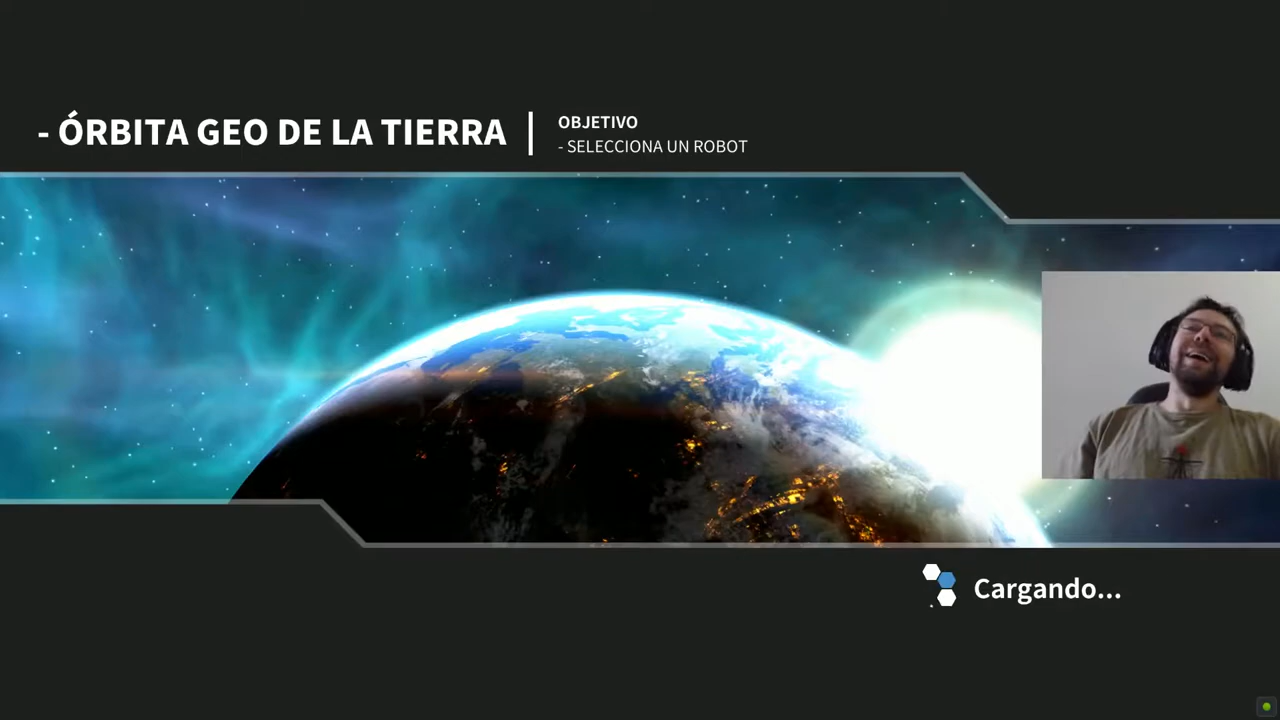 - ÓRBITA GEO DE LA TIERRA
OBJETIVO
- SELECCIONA UN ROBOT
Cargando...